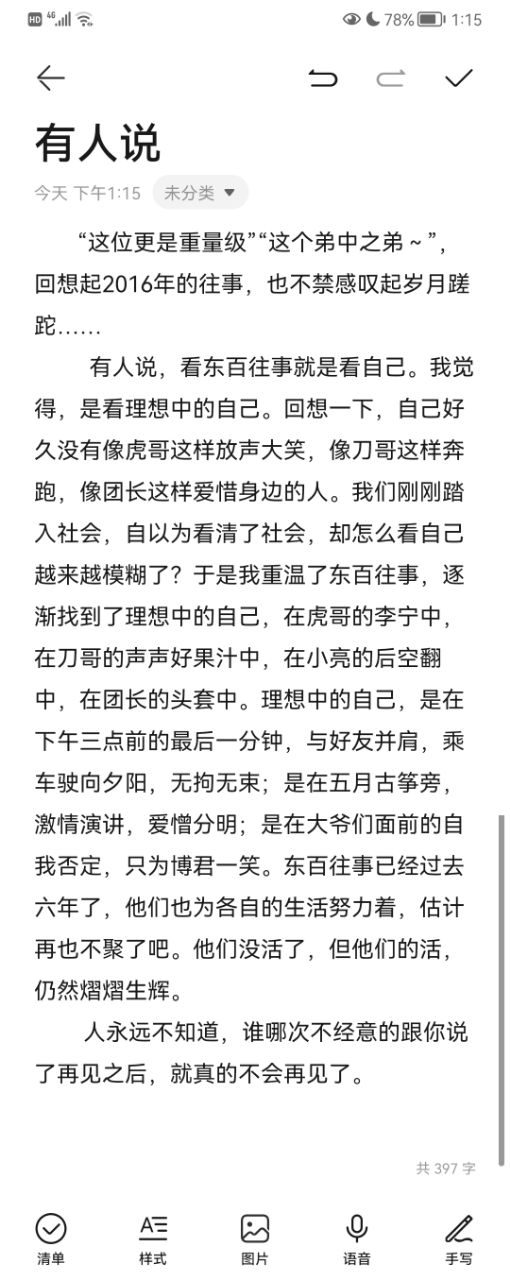 HD 4G 78% 1:15
有人说
今天 下午1:15 未分类
“这位更是重量级”“这个弟中之弟～”，
回想起2016年的往事，也不禁感叹起岁月蹉
跎……
有人说，看东百往事就是看自己。我觉
得，是看理想中的自己。回想一下，自己好
久没有像虎哥这样放声大笑，像刀哥这样奔
跑，像团长这样爱惜身边的人。我们刚刚踏
入社会，自以为看清了社会，却怎么看自己
越来越模糊了？于是我重温了东百往事，逐
渐找到了理想中的自己，在虎哥的李宁中，
在刀哥的声声好果汁中，在小亮的后空翻
中，在团长的头套中。理想中的自己，是在
下午三点前的最后一分钟，与好友并肩，乘
车驶向夕阳，无拘无束；是在五月古筝旁，
激情演讲，爱憎分明；是在大爷们面前的自
我否定，只为博君一笑。东百往事已经过去
六年了，他们也为各自的生活努力着，估计
再也不聚了吧。他们没活了，但他们的活，
仍然熠熠生辉。
人永远不知道，谁哪次不经意的跟你说
了再见之后，就真的不会再见了。
共 397 字
清单 样式 图片 语音 手写